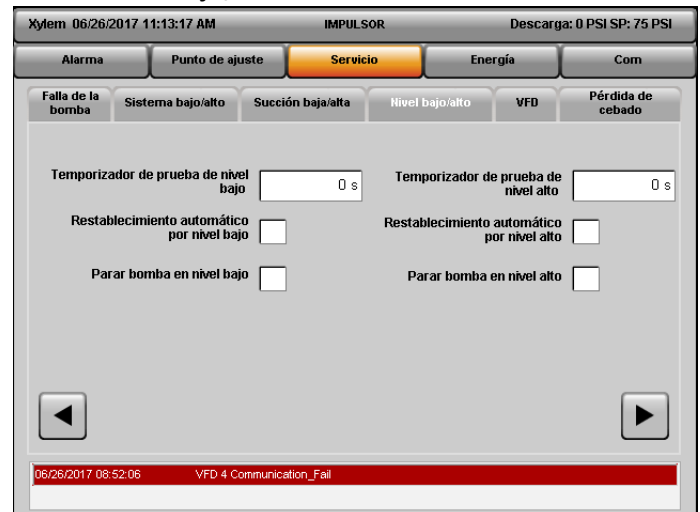 Xylem 06/26/2017 11:13:17 AM IMPULSOR Descarga: 0 PSI SP: 75 PSI
Alarma Punto de ajuste Servicio Energía Com
Falla de la
bomba
Sistema bajo/alto
Succión baja/alta
Nivel bajo/alto
VFD
Pérdida de
cebado
Temporizador de prueba de nivel
bajo
0 s
Temporizador de prueba de
nivel alto
0 s
Restablecimiento automático
por nivel bajo
Restablecimiento automático
por nivel alto
Parar bomba en nivel bajo
Parar bomba en nivel alto
06/26/2017 08:52:06 VFD 4 Communication_Fail